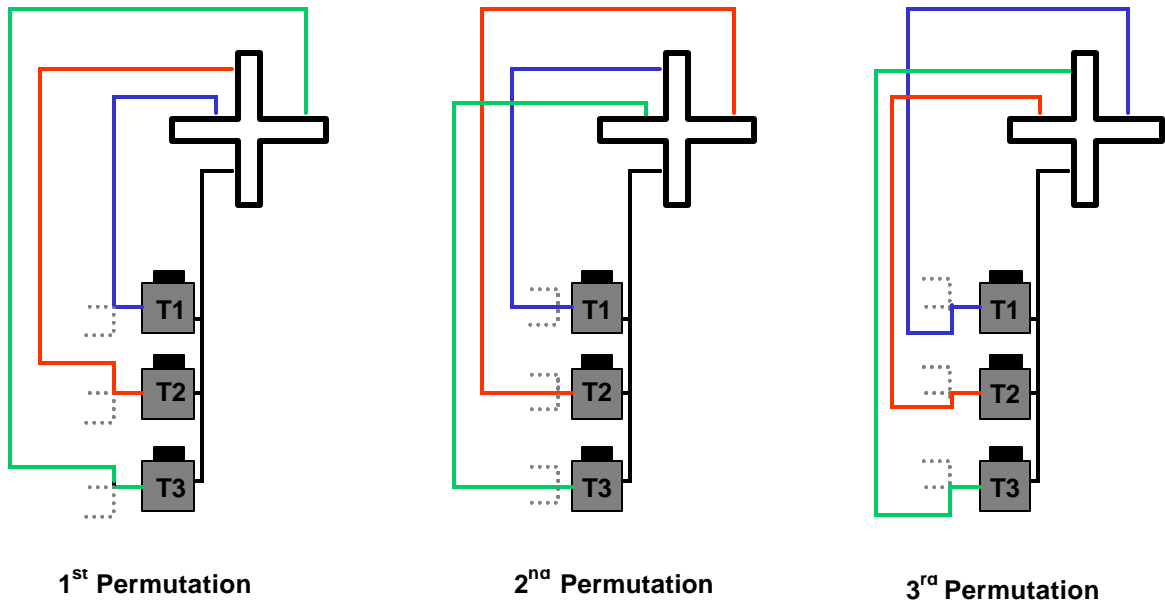 T1 T1 T1
T2 T2 T2
T3 T3 T3
1st Permutation 2nd Permutation 3rd Permutation